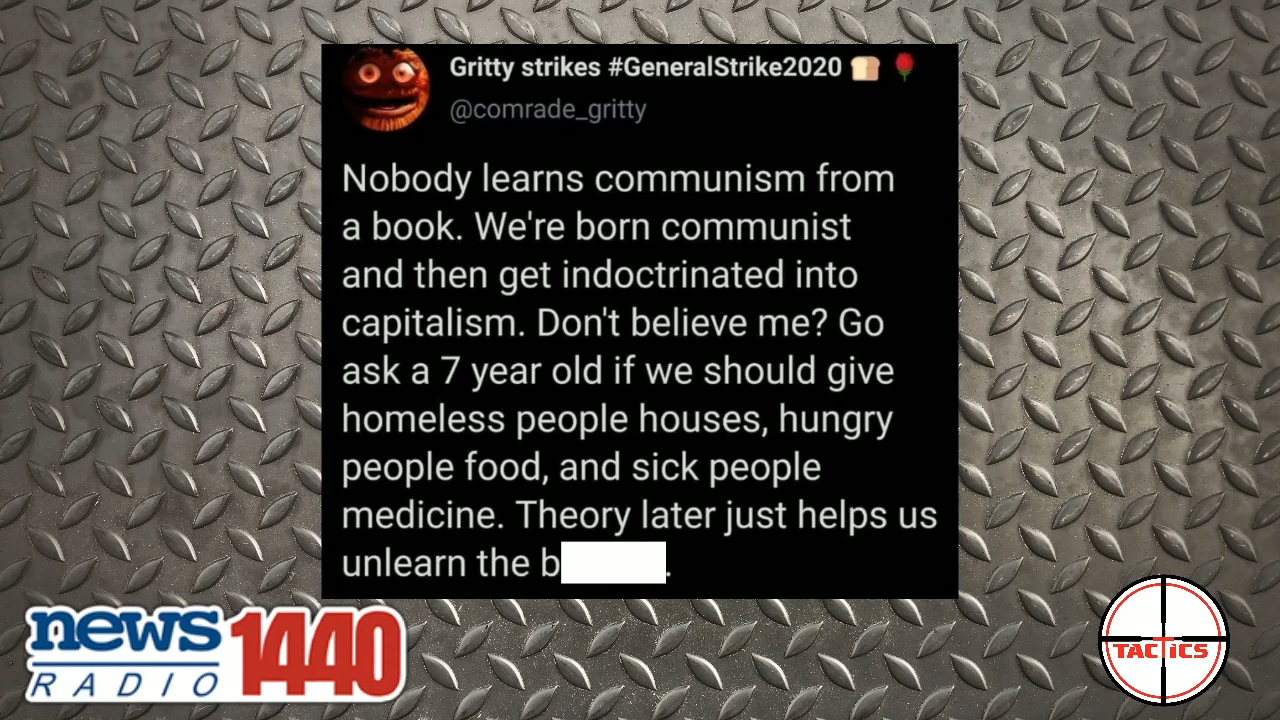 Gritty strikes #GeneralStrike2020 🍞 🌹
@comrade_gritty
Nobody learns communism from
a book. We're born communist
and then get indoctrinated into
capitalism. Don't believe me? Go
ask a 7 year old if we should give
homeless people houses, hungry
people food, and sick people
medicine. Theory later just helps us
unlearn the b .
news 1440
RADIO
TACTICS